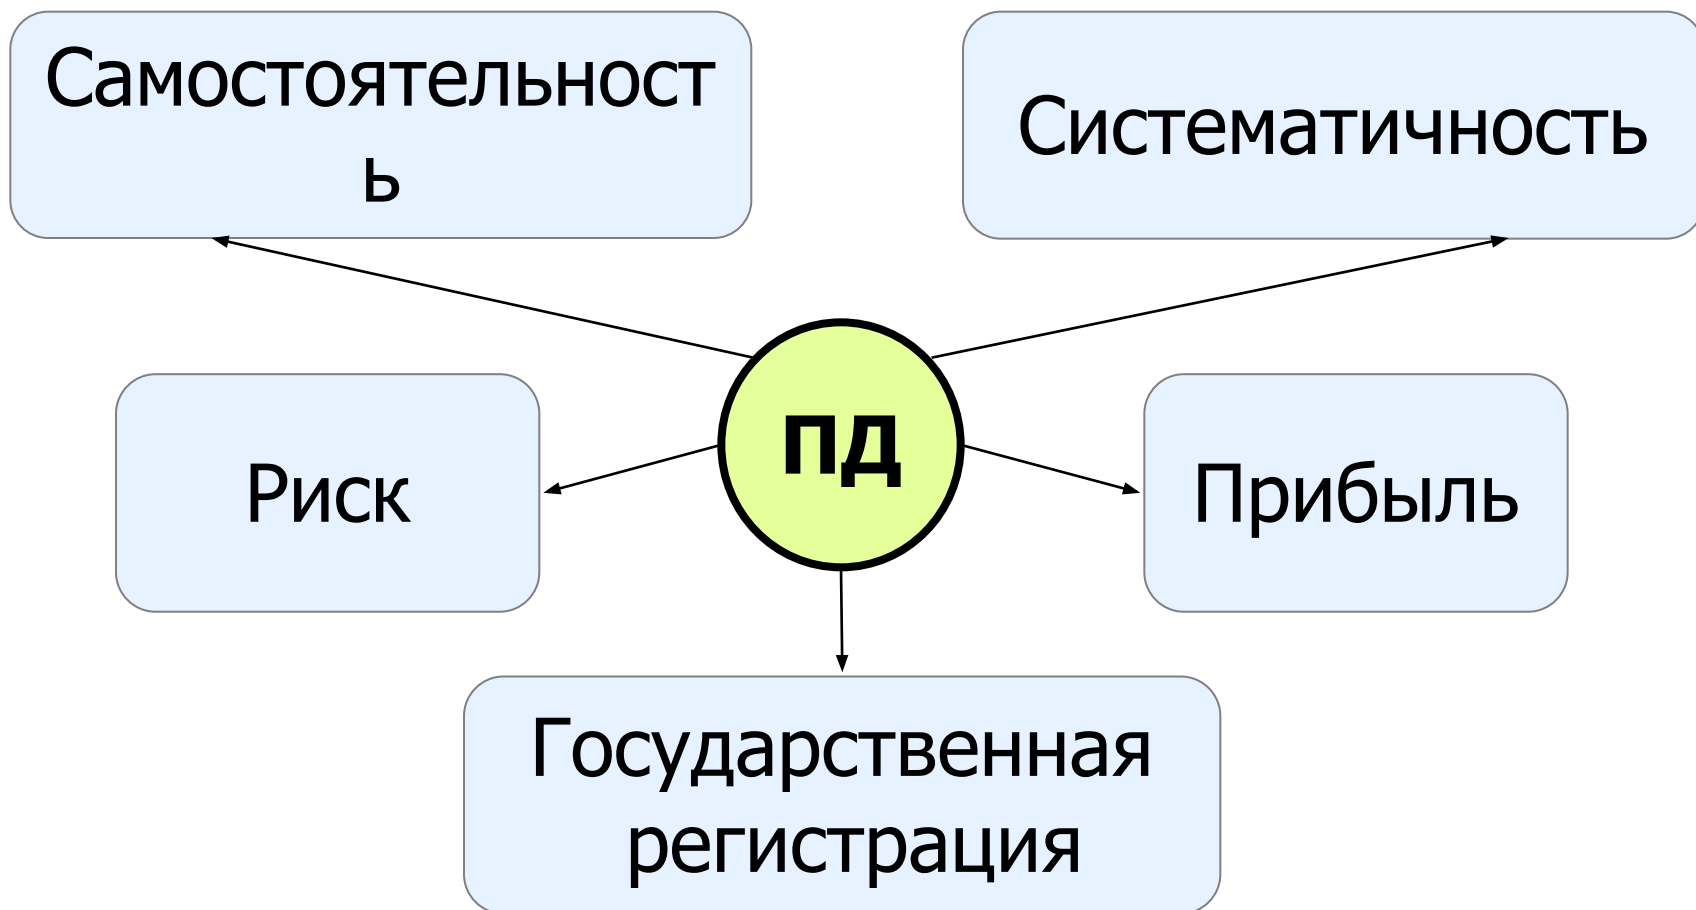 Самостоятельност
ь
Систематичность
ПД
Риск
Прибыль
Государственная
регистрация